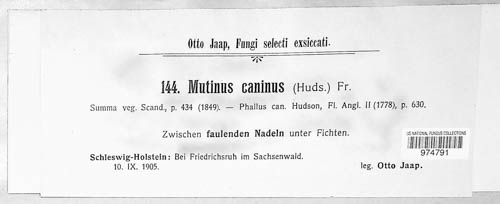 Otto Jaap, Fungi selecti exsiccati.
144. Mutinus caninus (Huds.) Fr.
Summa veg. Scand., p. 434 (1849). — Phallus can. Hudson, Fl. Angl. II (1778), p. 630.
Zwischen faulenden Nadeln unter Fichten.
US NATIONAL FUNGUS COLLECTIONS
974791
Schleswig-Holstein: Bei Friedrichsruh im Sachsenwald.
10. IX. 1905.
leg. Otto Jaap.